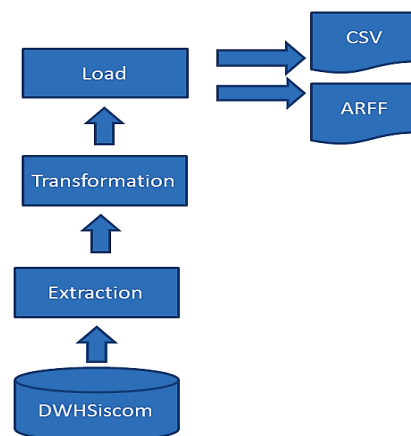 CSV
Load
ARFF
Transformation
Extraction
DWHSiscom